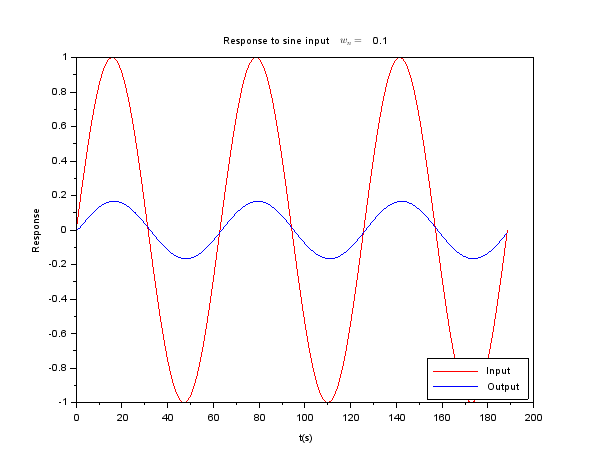 Response to sine input w_n = 0.1
1
0.8
0.6
0.4
0.2
0
-0.2
-0.4
-0.6
-0.8
-1
Response
0 20 40 60 80 100 120 140 160 180 200
t(s)
Input
Output